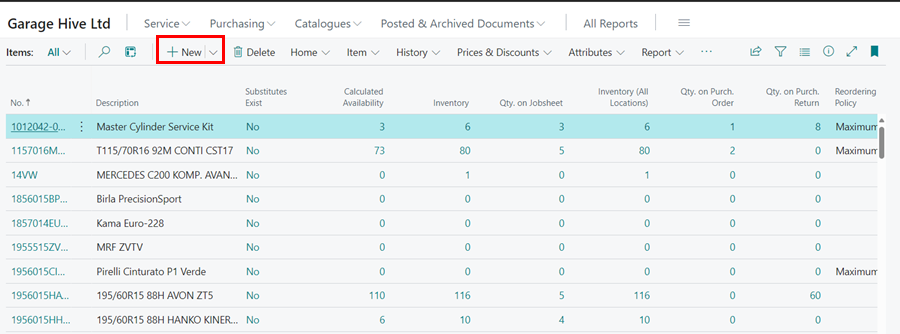 Garage Hive Ltd Service Purchasing Catalogues Posted & Archived Documents All Reports
Items: All New Delete Home Item History Prices & Discounts Attributes Report ...
No. ↑ Description Substitutes Exist Calculated Availability Inventory Qty. on Jobsheet Inventory (All Locations) Qty. on Purch. Order Qty. on Purch. Return Reordering Policy
1012042-0... Master Cylinder Service Kit No 3 6 3 6 1 8 Maximum
1157016M... T115/70R16 92M CONTI CST17 No 73 80 5 80 2 0 Maximum
14VW MERCEDES C200 KOMP. AVAN... No 0 1 0 1 0 0
1856015BP... Birla PrecisionSport No 0 0 0 0 0 0
1857014EU... Kama Euro-228 No 0 0 0 0 0 0
1955515ZV... MRF ZVTV No 0 0 0 0 0 0
1956015CI... Pirelli Cinturato P1 Verde No 0 0 0 0 0 0 Maximum
1956015HA... 195/60R15 88H AVON ZT5 No 110 116 5 116 0 60
1956015HH... 195/60R15 88H HANKO KINER... No 6 10 4 10 0 0